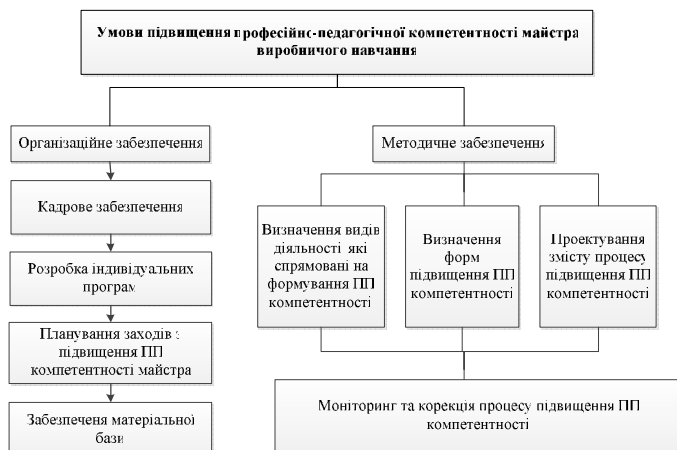 Умови підвищення професійно-педагогічної компетентності майстра
виробничого навчання
Організаційне забезпечення
Кадрове забезпечення
Розробка індивідуальних
програм
Планування заходів з
підвищення ПП
компетентності майстра
Забезпеченя матеріальної
бази
Методичне забезпечення
Визначення видів
діяльності які
спрямовані на
формування ПП
компетентності
Визначення
форм
підвищення ПП
компетентності
Проектування
змісту процесу
підвищення ПП
компетентності
Моніторинг та корекція процесу підвищення ПП
компетентності